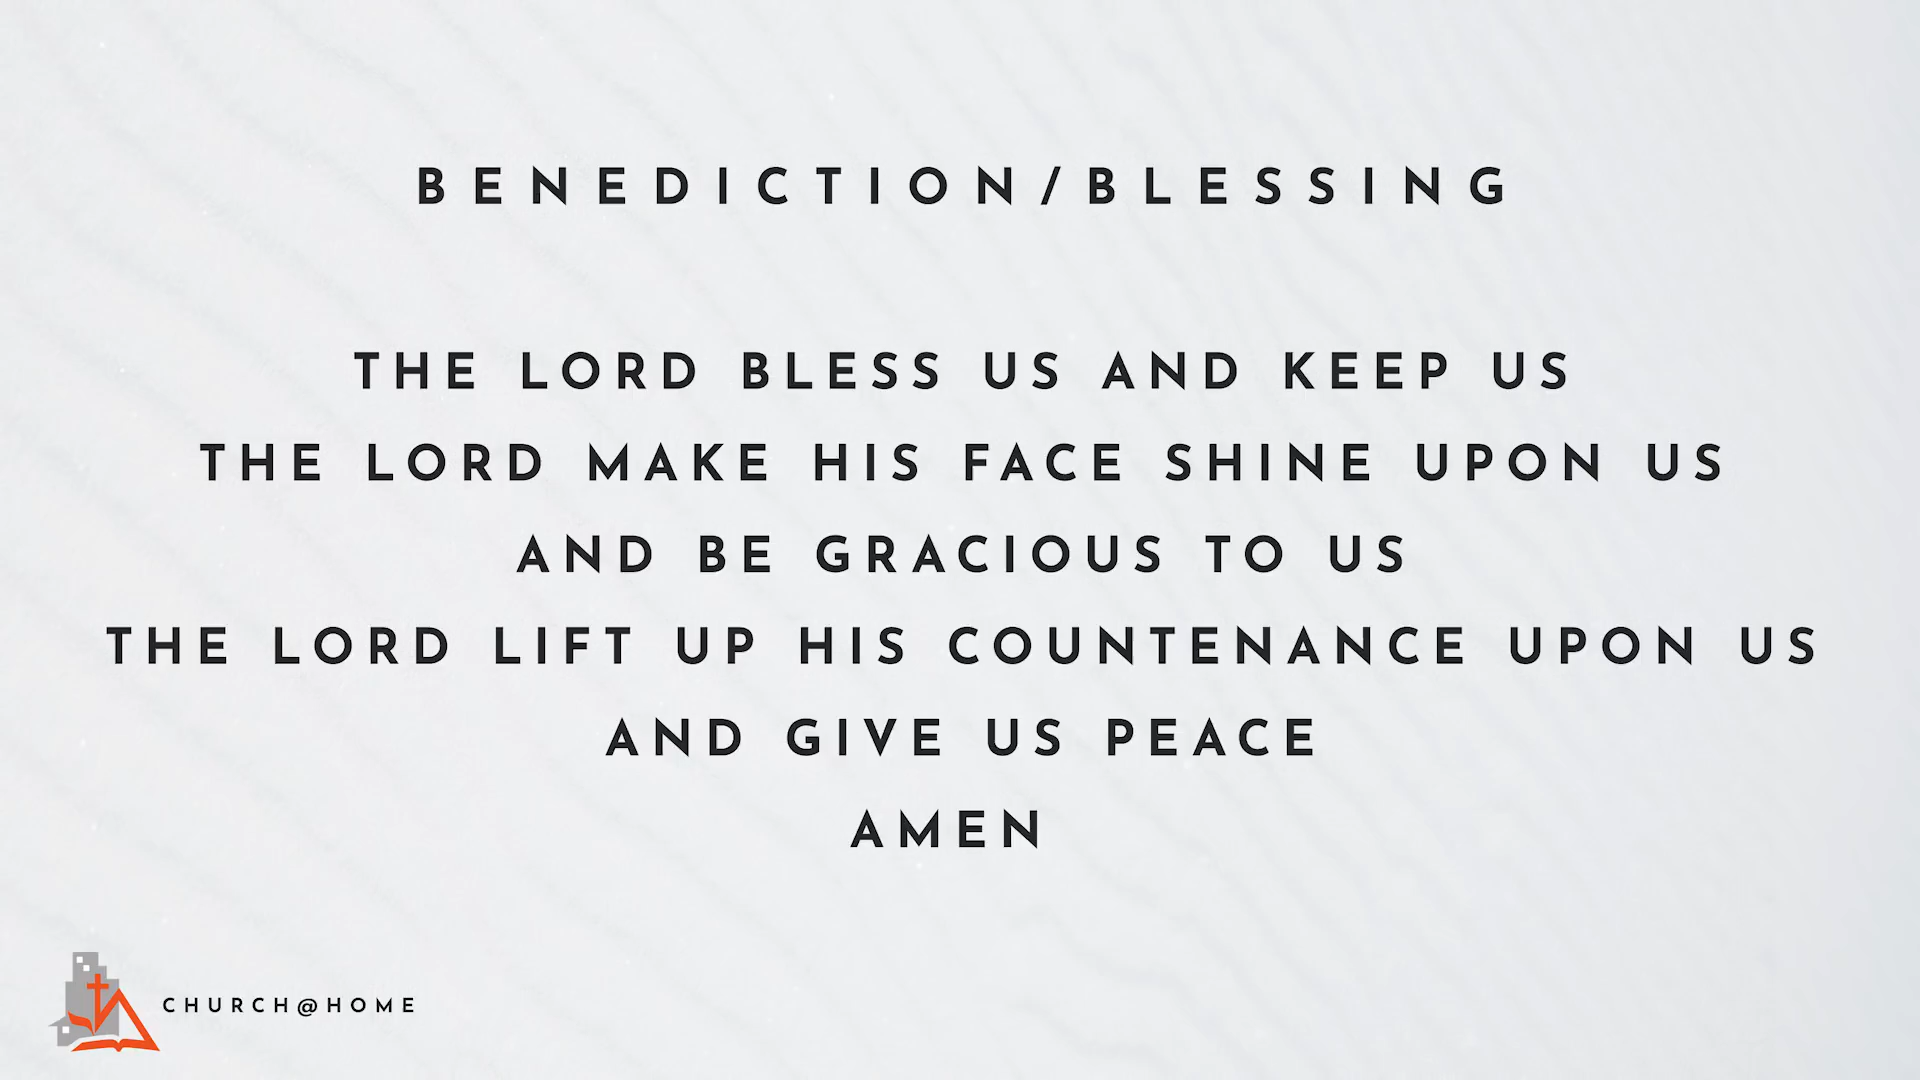 BENEDICTION/BLESSING
THE LORD BLESS US AND KEEP US
THE LORD MAKE HIS FACE SHINE UPON US
AND BE GRACIOUS TO US
THE LORD LIFT UP HIS COUNTENANCE UPON US
AND GIVE US PEACE
AMEN
CHURCH@HOME